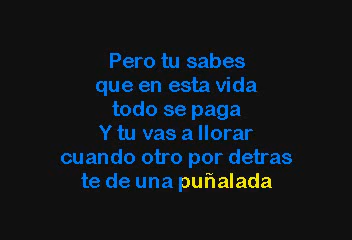 Pero tu sabes
que en esta vida
todo se paga
Y tu vas a llorar
cuando otro por detras
te de una puñalada